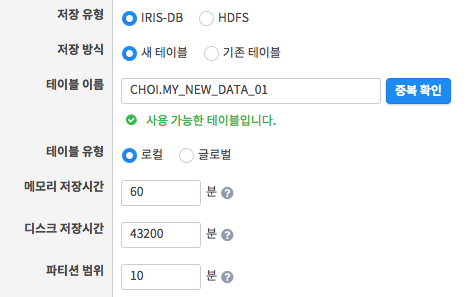 저장 유형 IRIS-DB HDFS
저장 방식 새 테이블 기존 테이블
테이블 이름 CHOI.MY_NEW_DATA_01 중복 확인
사용 가능한 테이블입니다.
테이블 유형 로컬 글로벌
메모리 저장시간 60 분 ?
디스크 저장시간 43200 분 ?
파티션 범위 10 분 ?